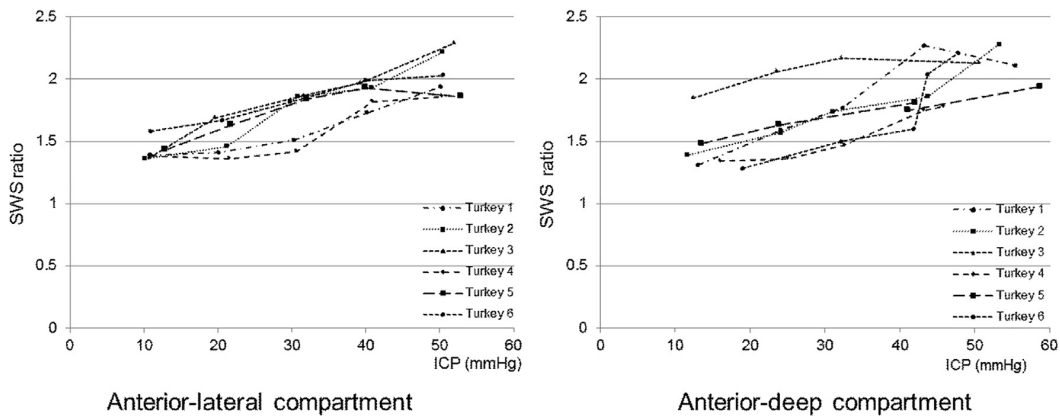 2.5
2
1.5
1
0.5
0
SWS ratio
0 10 20 30 40 50 60
ICP (mmHg)
Turkey 1
Turkey 2
Turkey 3
Turkey 4
Turkey 5
Turkey 6
Anterior-lateral compartment
2.5
2
1.5
1
0.5
0
SWS ratio
0 10 20 30 40 50 60
ICP (mmHg)
Turkey 1
Turkey 2
Turkey 3
Turkey 4
Turkey 5
Turkey 6
Anterior-deep compartment